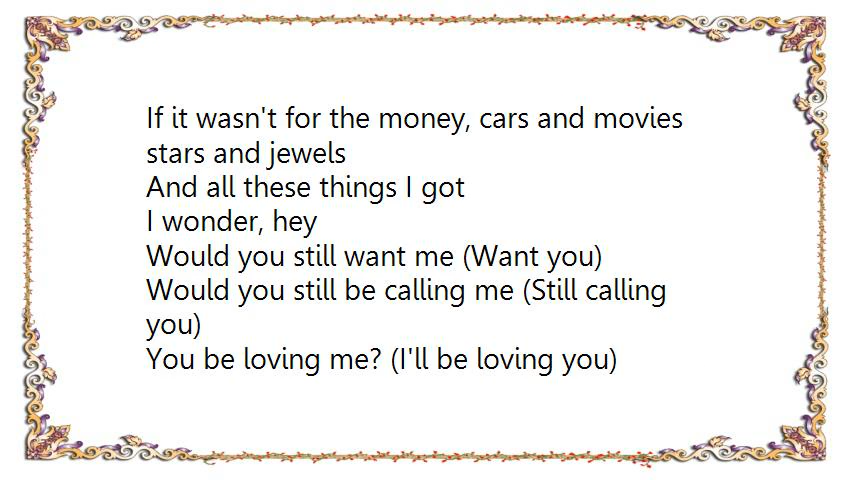 If it wasn't for the money, cars and movies
stars and jewels
And all these things I got
I wonder, hey
Would you still want me (Want you)
Would you still be calling me (Still calling
you)
You be loving me? (I'll be loving you)